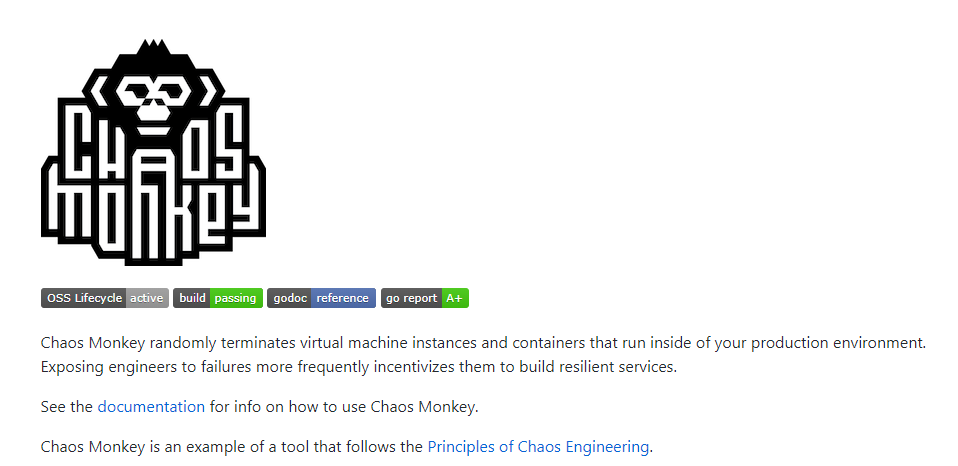 CHAOS
MONKEY
OSS Lifecycle active build passing godoc reference go report A+
Chaos Monkey randomly terminates virtual machine instances and containers that run inside of your production environment.
Exposing engineers to failures more frequently incentivizes them to build resilient services.
See the documentation for info on how to use Chaos Monkey.
Chaos Monkey is an example of a tool that follows the Principles of Chaos Engineering.